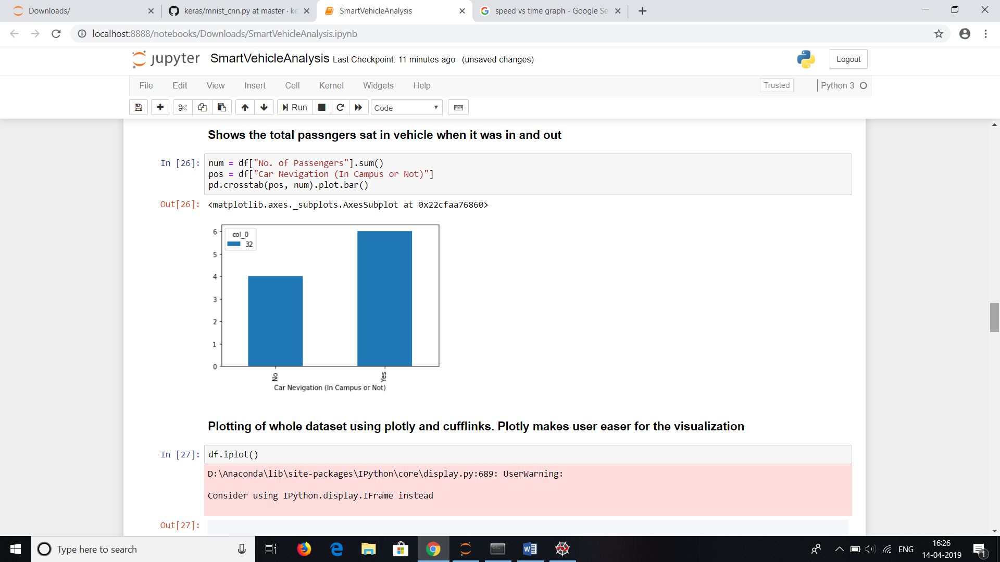 Downloads/
keras/mnist_cnn.py at master · ke
SmartVehicleAnalysis
speed vs time graph - Google Se
localhost:8888/notebooks/Downloads/SmartVehicleAnalysis.ipynb
jupyter SmartVehicleAnalysis Last Checkpoint: 11 minutes ago (unsaved changes)
Logout
File Edit View Insert Cell Kernel Widgets Help
Trusted
Python 3
Run
Code
Shows the total passngers sat in vehicle when it was in and out
In [26]:
num = df["No. of Passengers"].sum()
pos = df["Car Nevigation (In Campus or Not)"]
pd.crosstab(pos, num).plot.bar()
Out[26]: <matplotlib.axes._subplots.AxesSubplot at 0x22cfaa76860>
col_0
32
6
5
4
3
2
1
0
No
Yes
Car Nevigation (In Campus or Not)
Plotting of whole dataset using plotly and cufflinks. Plotly makes user easer for the visualization
In [27]: df.iplot()
D:\Anaconda\lib\site-packages\IPython\core\display.py:689: UserWarning:
Consider using IPython.display.IFrame instead
Out[27]:
Type here to search
ENG
16:26
14-04-2019
1